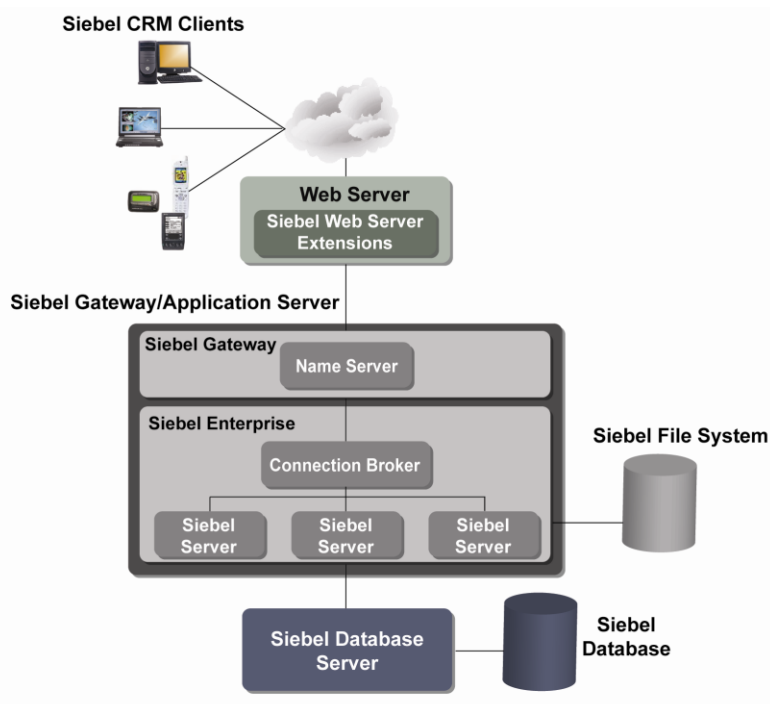 Siebel CRM Clients
Web Server
Siebel Web Server
Extensions
Siebel Gateway/Application Server
Siebel Gateway
Name Server
Siebel Enterprise
Connection Broker
Siebel
Server
Siebel
Server
Siebel
Server
Siebel File System
Siebel Database
Server
Siebel
Database